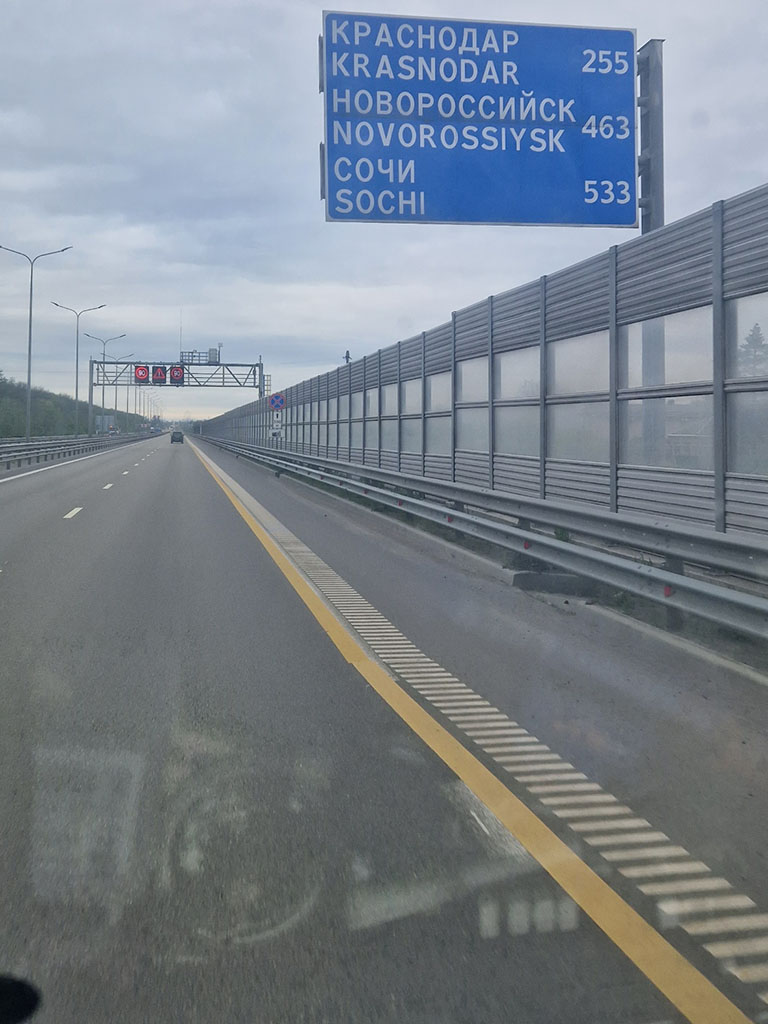 КРАСНОДАР
KRASNODAR 255
НОВОРОССИЙСК
NOVOROSSIYSK 463
СОЧИ
SOCHI 533